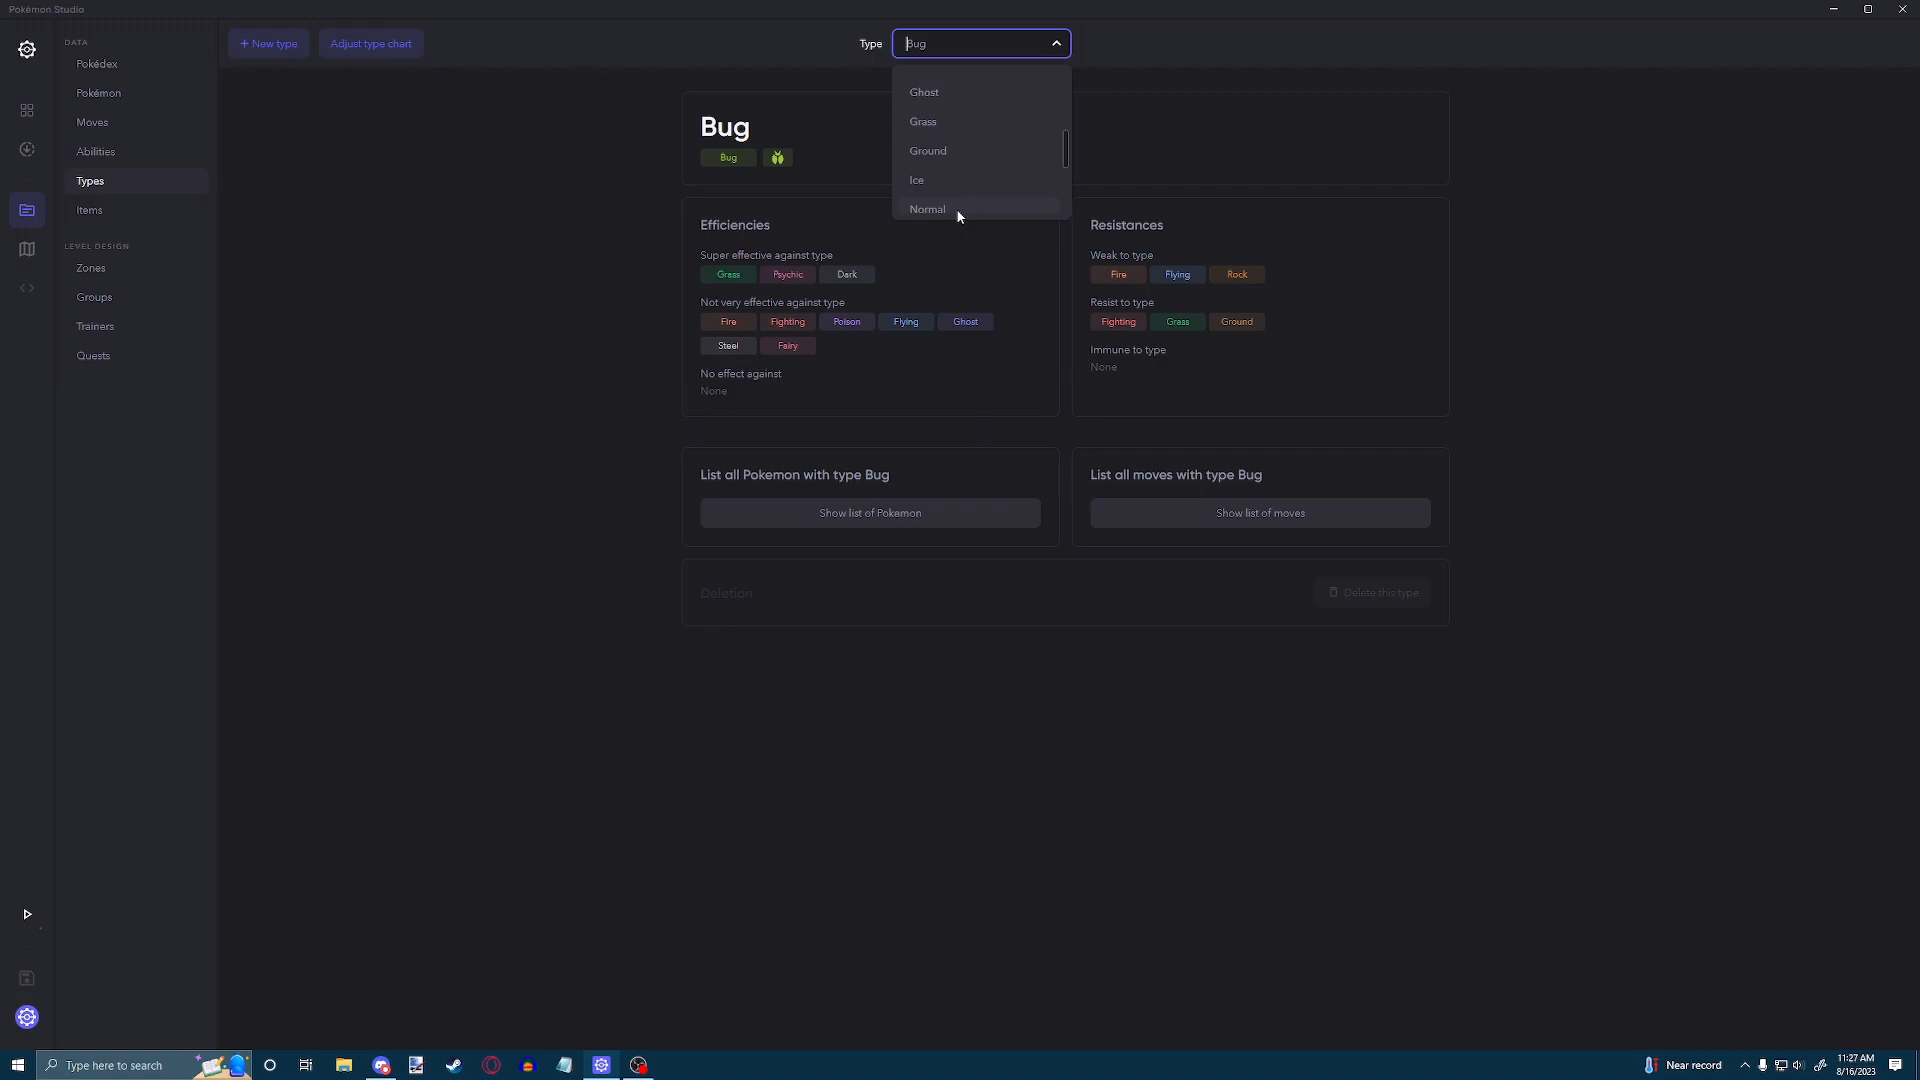 Pokémon Studio
DATA
Pokédex
Pokémon
Moves
Abilities
Types
Items
LEVEL DESIGN
Zones
Groups
Trainers
Quests
+ New type
Adjust type chart
Type
Bug
Ghost
Grass
Ground
Ice
Normal
Bug
Bug
Efficiencies
Super effective against type
Grass Psychic Dark
Not very effective against type
Fire Fighting Poison Flying Ghost
Steel Fairy
No effect against
None
Resistances
Weak to type
Fire Flying Rock
Resist to type
Fighting Grass Ground
Immune to type
None
List all Pokemon with type Bug
Show list of Pokemon
List all moves with type Bug
Show list of moves
Deletion
Delete this type
Type here to search
Near record
11:27 AM
8/16/2023